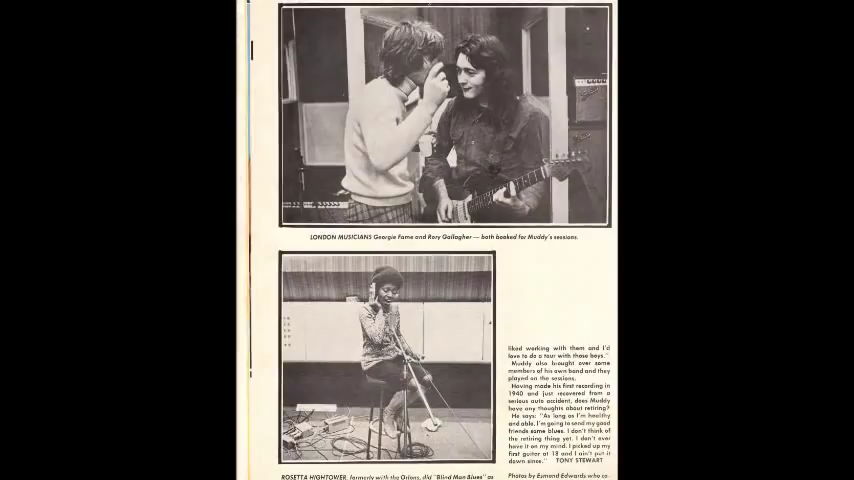 LONDON MUSICIANS Georgie Fame and Rory Gallagher — both booked for Muddy's sessions.
liked working with them and I'd
love to do a tour with those boys."
Muddy also brought over some
members of his own band and they
played on the sessions.
Having made his first recording in
1940 and just recovered from a
serious auto accident, does Muddy
have any thoughts about retiring?
He says: "As long as I'm healthy
and able, I'm going to send my good
friends some blues. I don't think of
the retiring thing yet. I don't ever
have it on my mind. I picked up my
first guitar at 18 and I ain't put it
down since." TONY STEWART
ROSETTA HIGHTOWER, formerly with the Orlons, did "Blind Man Blues" as
Photos by Esmond Edwards who co-